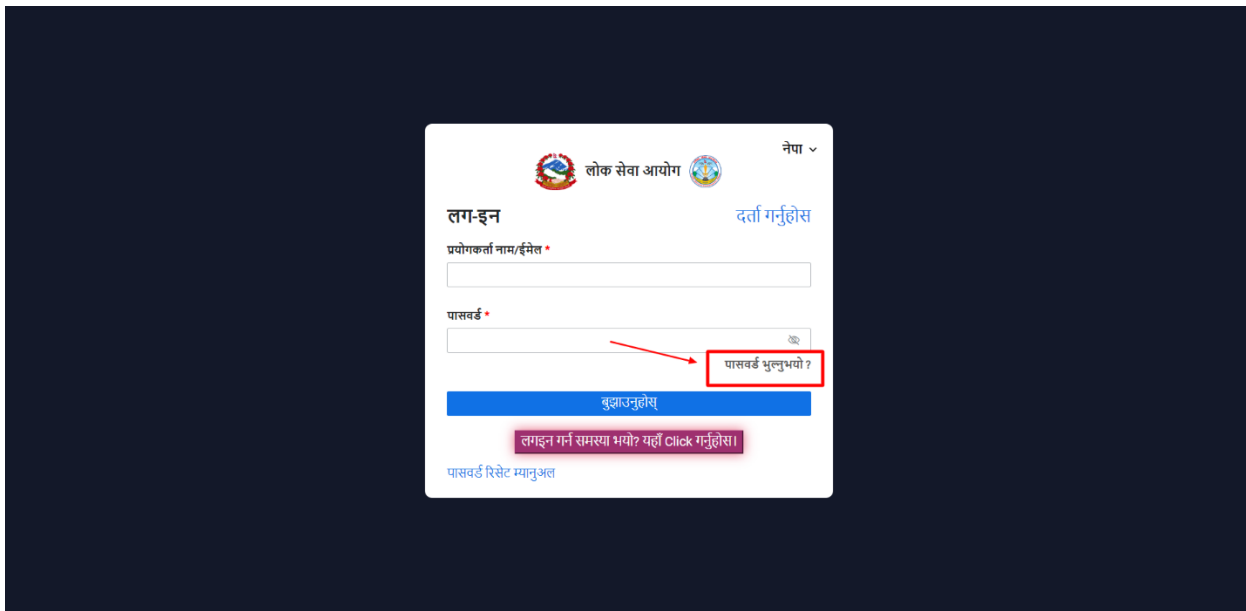 नेपा
लोक सेवा आयोग
लग-इन दर्ता गर्नुहोस
प्रयोगकर्ता नाम/ईमेल *
पासवर्ड *
पासवर्ड भुल्नुभयो ?
बुझाउनुहोस्
लगइन गर्न समस्या भयो? यहाँ Click गर्नुहोस।
पासवर्ड रिसेट म्यानुअल